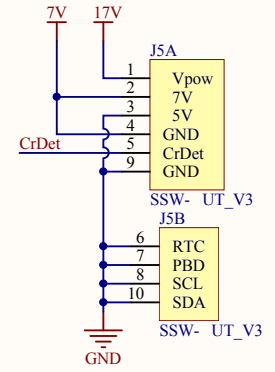 7V 17V
J5A
1 Vpow
2 7V
3 5V
4 GND
CrDet 5 CrDet
9 GND
SSW- UT_V3
J5B
6 RTC
7 PBD
8 SCL
10 SDA
SSW- UT_V3
GND